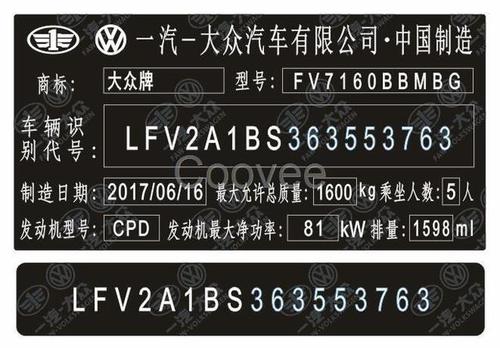 一汽-大众汽车有限公司·中国制造
商标: 大众牌 型号: FV7160BBMBG
车辆识别代号: LFV2A1BS363553763
制造日期: 2017/06/16 最大允许总质量: 1600 kg 乘坐人数: 5 人
发动机型号: CPD 发动机最大净功率: 81 kW 排量: 1598 ml
LFV2A1BS363553763
Coovee